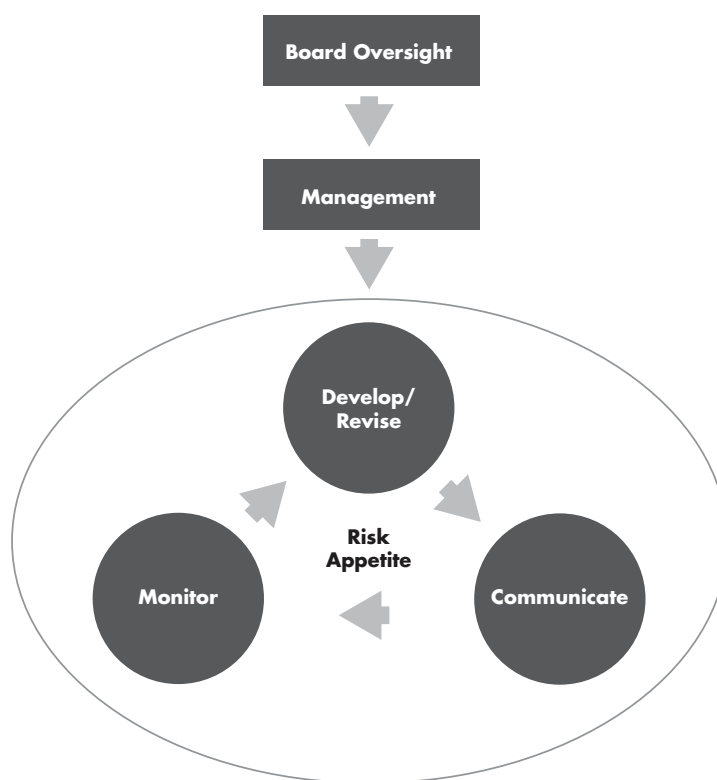 Board Oversight
Management
Develop/
Revise
Risk
Appetite
Monitor
Communicate